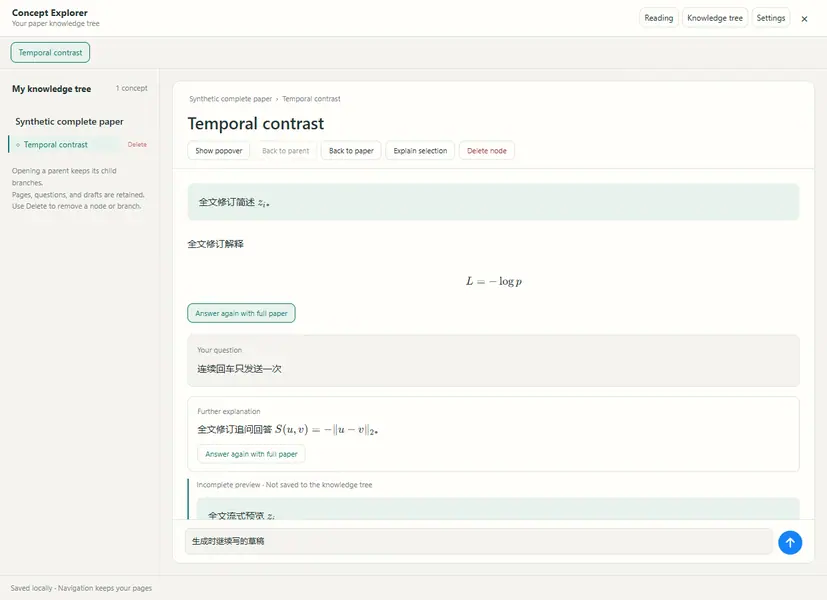 Concept Explorer
Your paper knowledge tree
Reading
Knowledge tree
Settings
×
Temporal contrast
My knowledge tree
1 concept
Synthetic complete paper
Temporal contrast
Delete
Opening a parent keeps its child
branches.
Pages, questions, and drafts are retained.
Use Delete to remove a node or branch.
Synthetic complete paper › Temporal contrast
Temporal contrast
Show popover
Back to parent
Back to paper
Explain selection
Delete node
全文修订简述 z_i。
全文修订解释
L = − log p
Answer again with full paper
Your question
连续回车只发送一次
Further explanation
全文修订追问回答 S(u, v) = −‖u − v‖₂。
Answer again with full paper
Incomplete preview · Not saved to the knowledge tree
全文流式预览 z_i
生成时继续写的草稿
Saved locally · Navigation keeps your pages